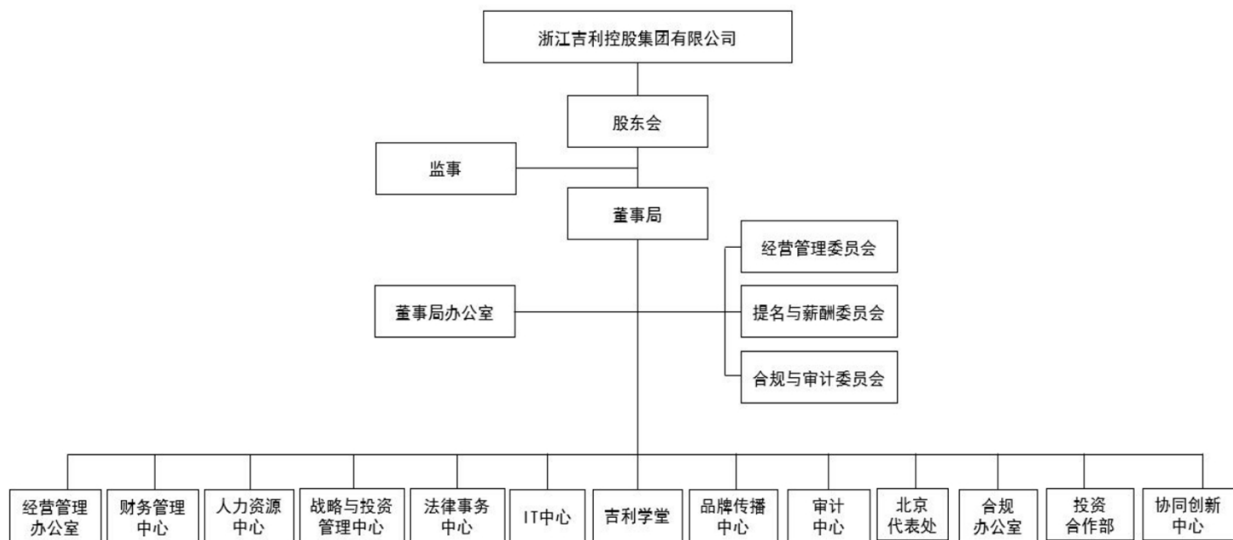 浙江吉利控股集团有限公司
股东会
监事
董事局
经营管理委员会
董事局办公室
提名与薪酬委员会
合规与审计委员会
经营管理
办公室
财务管理
中心
人力资源
中心
战略与投资
管理中心
法律事务
中心
IT中心
吉利学堂
品牌传播
中心
审计
中心
北京
代表处
合规
办公室
投资
合作部
协同创新
中心